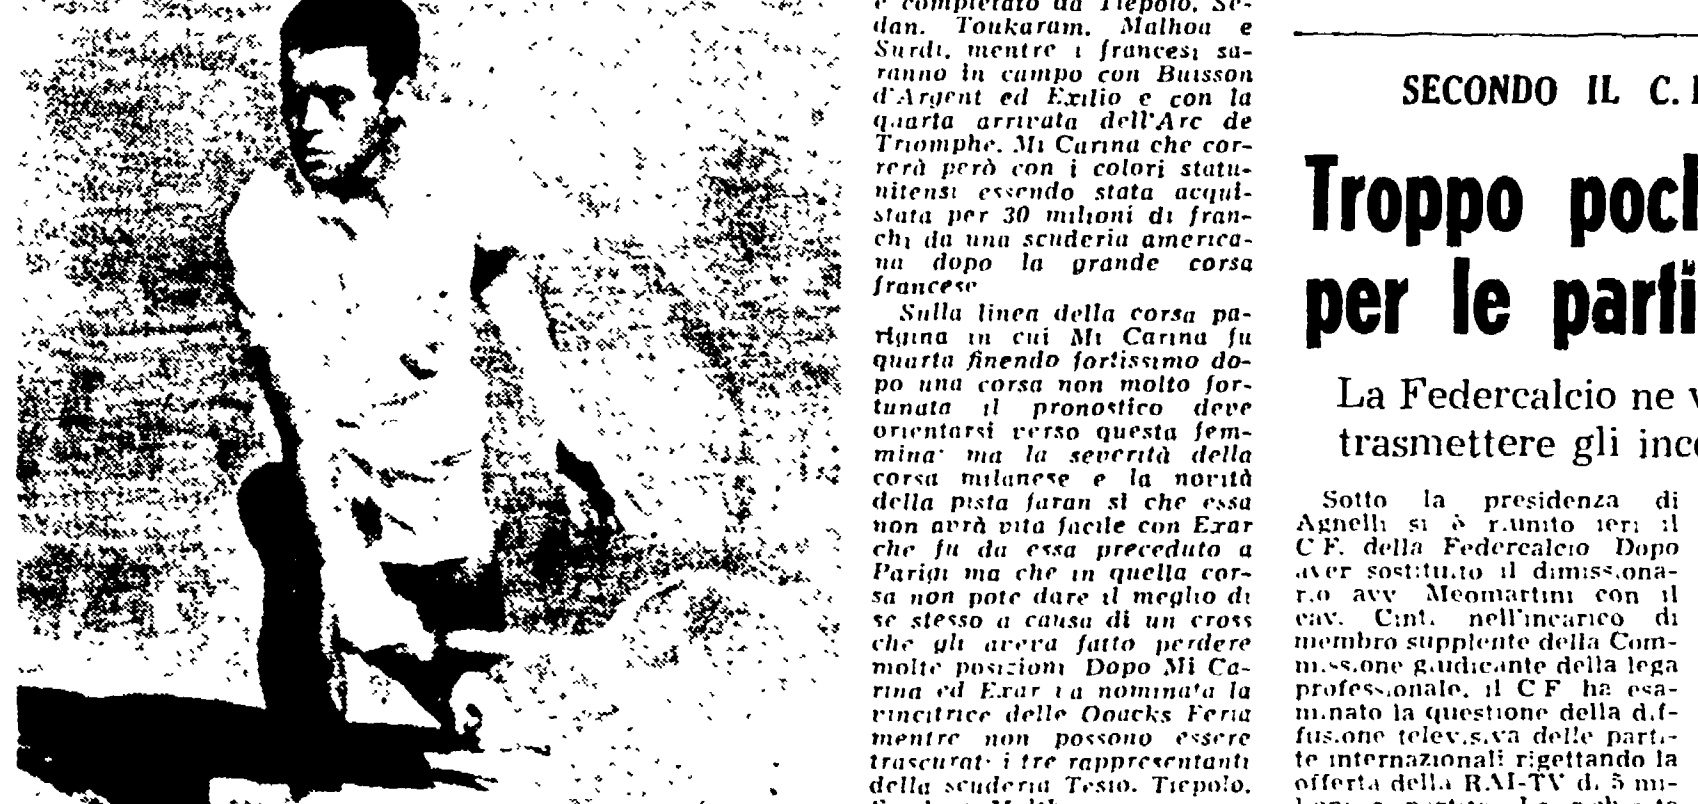 e completato da Tiepolo, Se-
dan, Toukaram, Malhoa e
Surdi, mentre i francesi sa-
ranno in campo con Buisson
d'Argent ed Exilio e con la
quarta arrivata dell'Arc de
Triomphe, Mi Carina che cor-
rerà però con i colori statu-
nitensi essendo stata acqui-
stata per 30 milioni di fran-
chi da una scuderia america-
na dopo la grande corsa
francese
Sulla linea della corsa pa-
rigina in cui Mi Carina fu
quarta finendo fortissimo do-
po una corsa non molto for-
tunata il pronostico deve
orientarsi verso questa fem-
mina: ma la severità della
corsa milanese e la novità
della pista faran sì che essa
non avrà vita facile con Exar
che fu da essa preceduto a
Parigi ma che in quella cor-
sa non potè dare il meglio di
se stesso a causa di un cross
che gli aveva fatto perdere
molte posizioni Dopo Mi Ca-
rina ed Exar va nominata la
vincitrice delle Ooacks Feria
mentre non possono essere
trascurati i tre rappresentanti
della scuderia Tesio, Tiepolo,
SECONDO IL C.
Troppo poch
per le parti
La Federcalcio ne v
trasmettere gli inco
Sotto la presidenza di
Agnelli si è riunito ieri il
C F. della Federcalcio Dopo
aver sostituito il dimissiona-
rio avv Meomartini con il
cav. Cinti nell'incarico di
membro supplente della Com-
missione giudicante della lega
professionale, il C F ha esa-
minato la questione della dif-
fusione televisiva delle parti-
te internazionali rigettando la
offerta della RAI-TV di 5 mi-